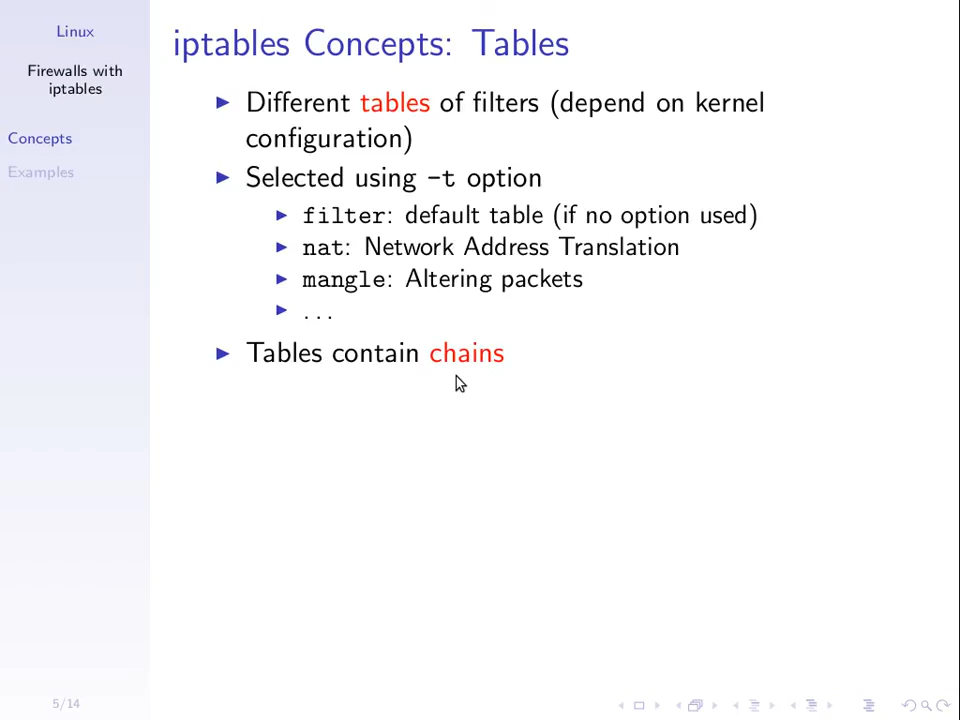 Linux
Firewalls with
iptables
Concepts
Examples
iptables Concepts: Tables
Different tables of filters (depend on kernel
configuration)
Selected using -t option
filter: default table (if no option used)
nat: Network Address Translation
mangle: Altering packets
...
Tables contain chains
5/14